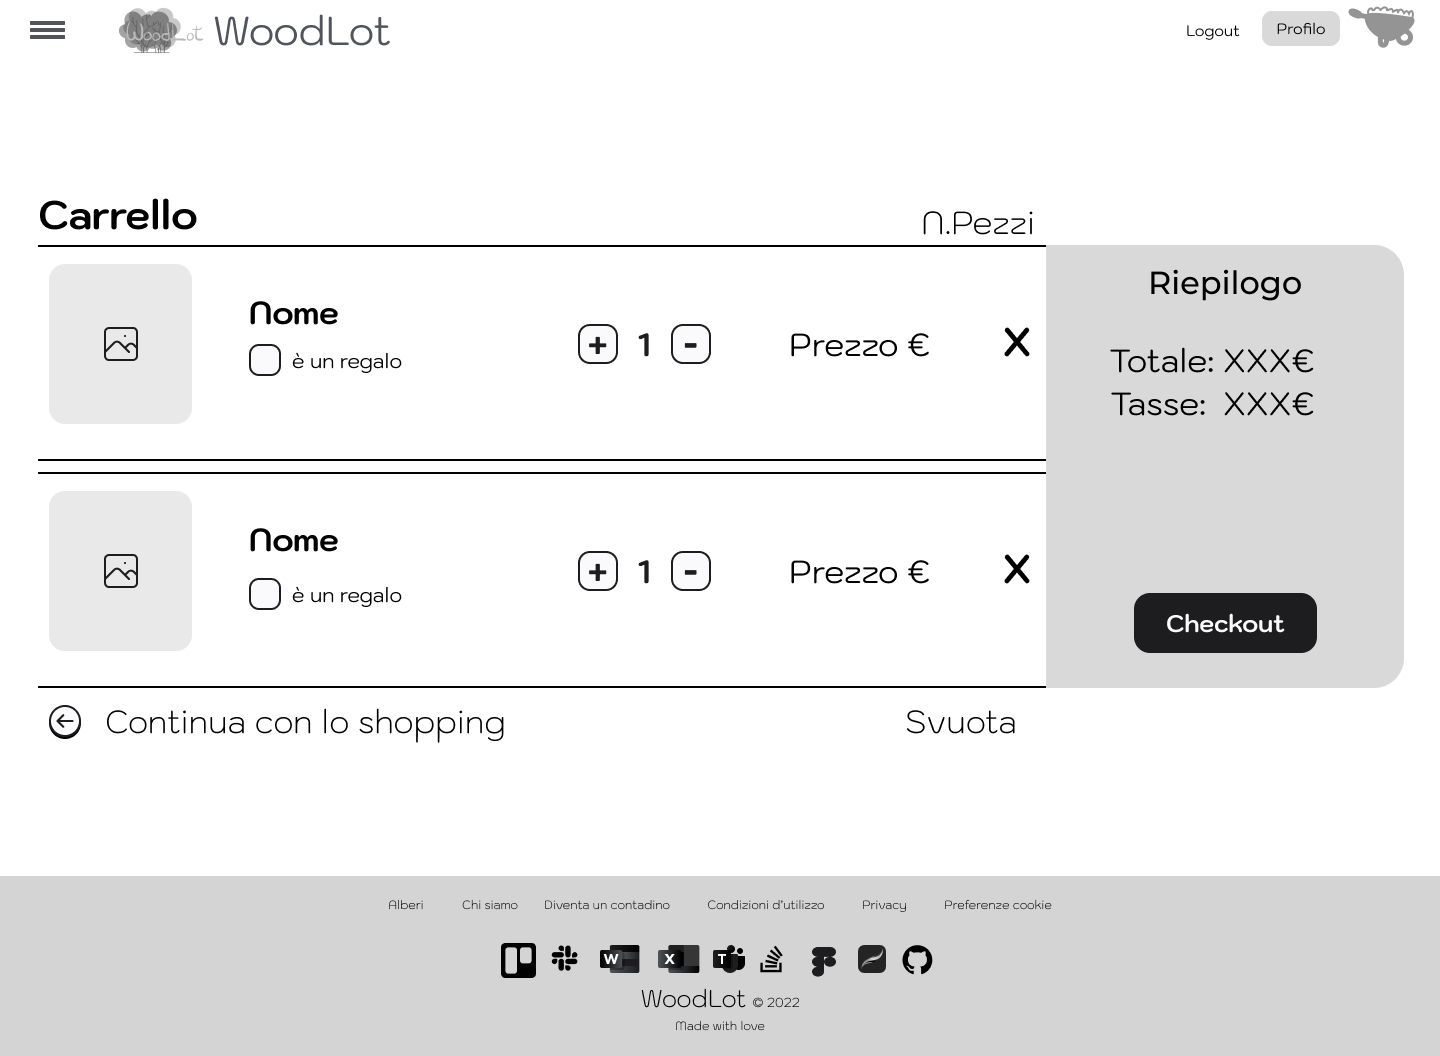 WoodLot WoodLot
Logout
Profilo
Carrello
N.Pezzi
Nome
è un regalo
+ 1 -
Prezzo €
X
Riepilogo
Totale: XXX€
Tasse: XXX€
Nome
è un regalo
+ 1 -
Prezzo €
X
Checkout
Continua con lo shopping
Svuota
Alberi Chi siamo Diventa un contadino Condizioni d'utilizzo Privacy Preferenze cookie
W X T
WoodLot © 2022
Made with love